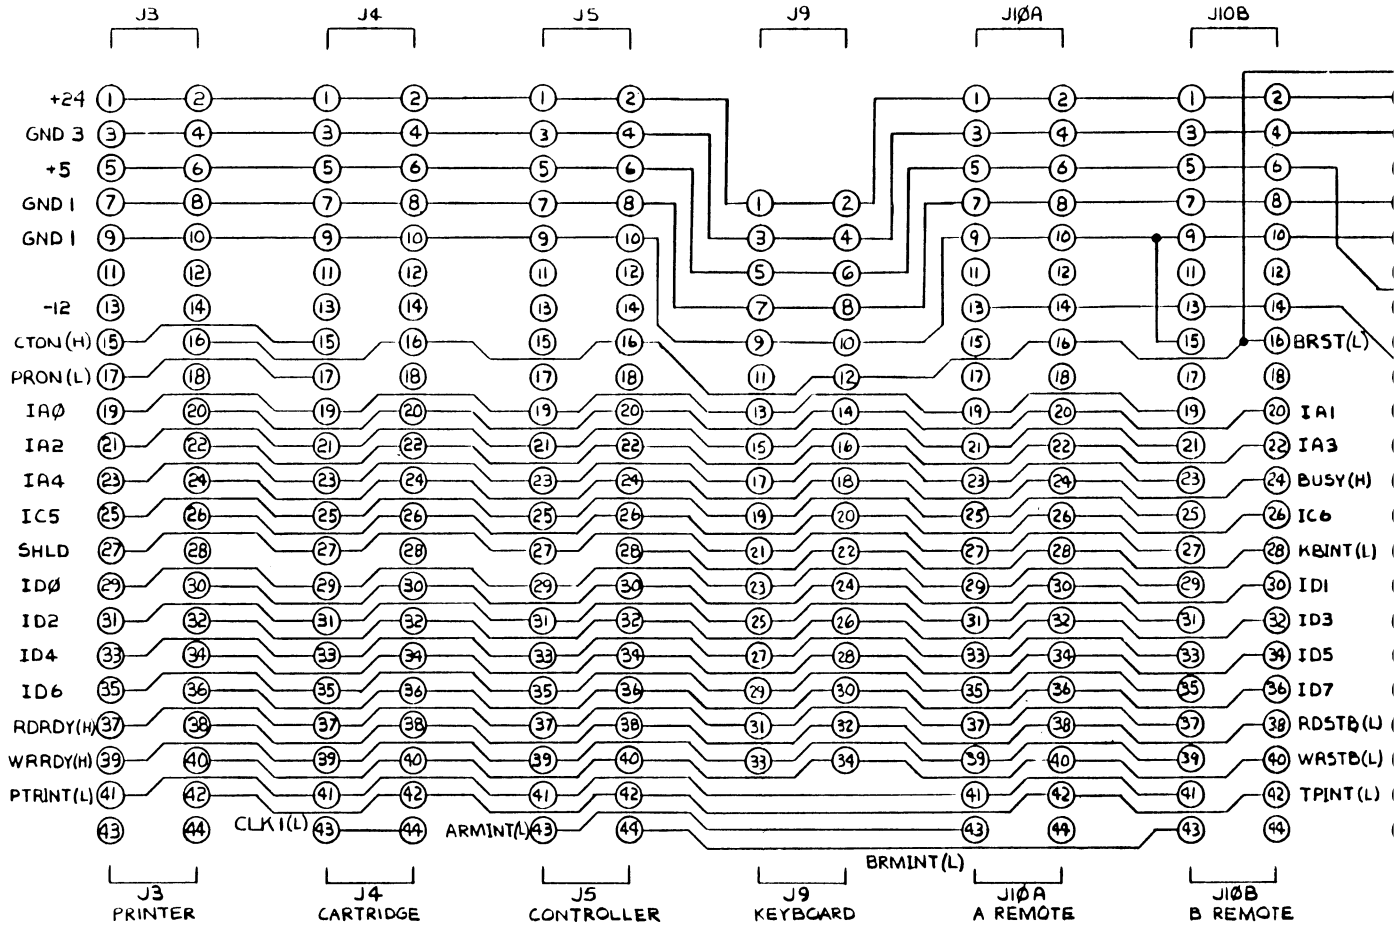 J3 J4 J5 J9 J1ØA J10B
+24 1 2 1 2 1 2 1 2 1 2
GND 3 3 4 3 4 3 4 3 4 3 4
+5 5 6 5 6 5 6 5 6 5 6
GND 1 7 8 7 8 7 8 1 2 7 8 7 8
GND 1 9 10 9 10 9 10 3 4 9 10 9 10
11 12 11 12 11 12 5 6 11 12 11 12
-12 13 14 13 14 13 14 7 8 13 14 13 14
CTON(H) 15 16 15 16 15 16 9 10 15 16 15 16 BRST(L)
PRON(L) 17 18 17 18 17 18 11 12 17 18 17 18
IAØ 19 20 19 20 19 20 13 14 19 20 19 20 IA1
IA2 21 22 21 22 21 22 15 16 21 22 21 22 IA3
IA4 23 24 23 24 23 24 17 18 23 24 23 24 BUSY(H)
IC5 25 26 25 26 25 26 19 20 25 26 25 26 IC6
SHLD 27 28 27 28 27 28 21 22 27 28 27 28 KBINT(L)
IDØ 29 30 29 30 29 30 23 24 29 30 29 30 ID1
ID2 31 32 31 32 31 32 25 26 31 32 31 32 ID3
ID4 33 34 33 34 33 34 27 28 33 34 33 34 ID5
ID6 35 36 35 36 35 36 29 30 35 36 35 36 ID7
RDRDY(H) 37 38 37 38 37 38 31 32 37 38 37 38 RDSTB(L)
WRRDY(H) 39 40 39 40 39 40 33 34 39 40 39 40 WRSTB(L)
PTRINT(L) 41 42 41 42 41 42 41 42 41 42 TPINT(L)
43 44 CLK1(L) 43 44 ARMINT(L) 43 44 43 44 43 44
BRMINT(L)
J3 J4 J5 J9 J1ØA J1ØB
PRINTER CARTRIDGE CONTROLLER KEYBOARD A REMOTE B REMOTE